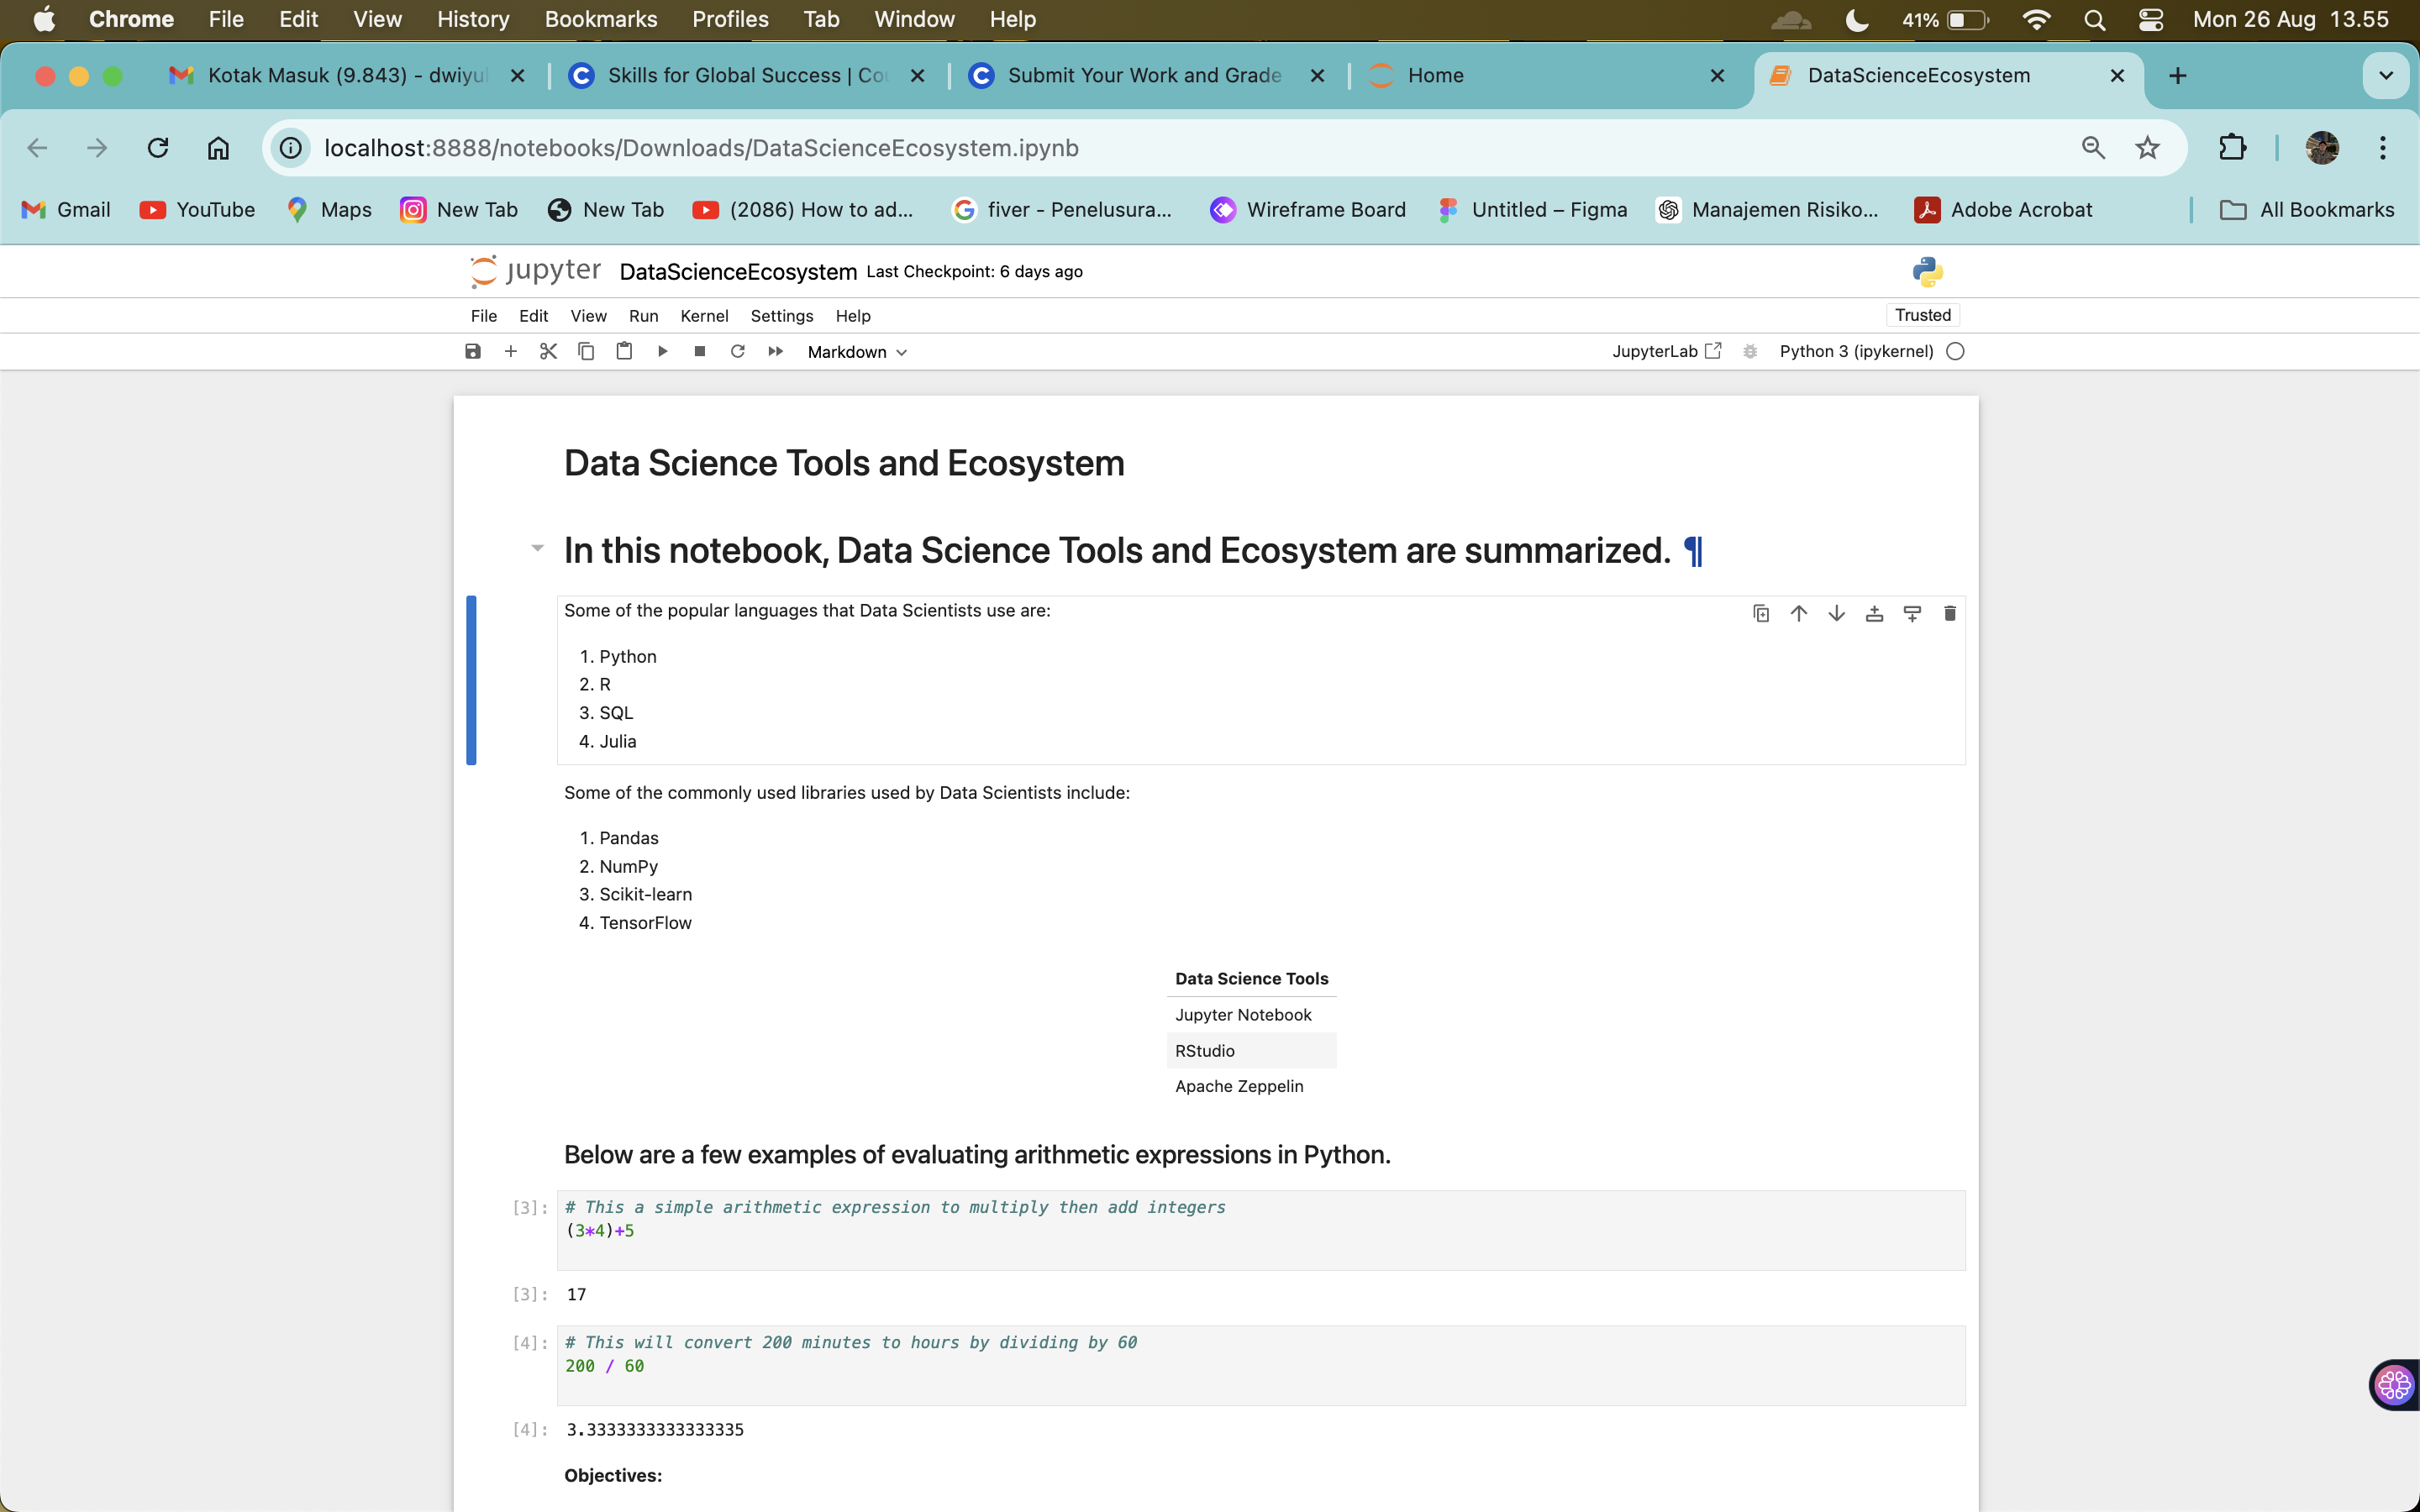 Chrome File Edit View History Bookmarks Profiles Tab Window Help 41% Mon 26 Aug 13.55
Kotak Masuk (9.843) - dwiyul Skills for Global Success | Cou Submit Your Work and Grade Home DataScienceEcosystem
localhost:8888/notebooks/Downloads/DataScienceEcosystem.ipynb
Gmail YouTube Maps New Tab New Tab (2086) How to ad... fiver - Penelusura... Wireframe Board Untitled – Figma Manajemen Risiko... Adobe Acrobat All Bookmarks
jupyter DataScienceEcosystem Last Checkpoint: 6 days ago
File Edit View Run Kernel Settings Help Trusted
Markdown JupyterLab Python 3 (ipykernel)
Data Science Tools and Ecosystem
In this notebook, Data Science Tools and Ecosystem are summarized. ¶
Some of the popular languages that Data Scientists use are:
1. Python
2. R
3. SQL
4. Julia
Some of the commonly used libraries used by Data Scientists include:
1. Pandas
2. NumPy
3. Scikit-learn
4. TensorFlow
Data Science Tools
Jupyter Notebook
RStudio
Apache Zeppelin
Below are a few examples of evaluating arithmetic expressions in Python.
[3]: # This a simple arithmetic expression to multiply then add integers
(3*4)+5
[3]: 17
[4]: # This will convert 200 minutes to hours by dividing by 60
200 / 60
[4]: 3.3333333333333335
Objectives: